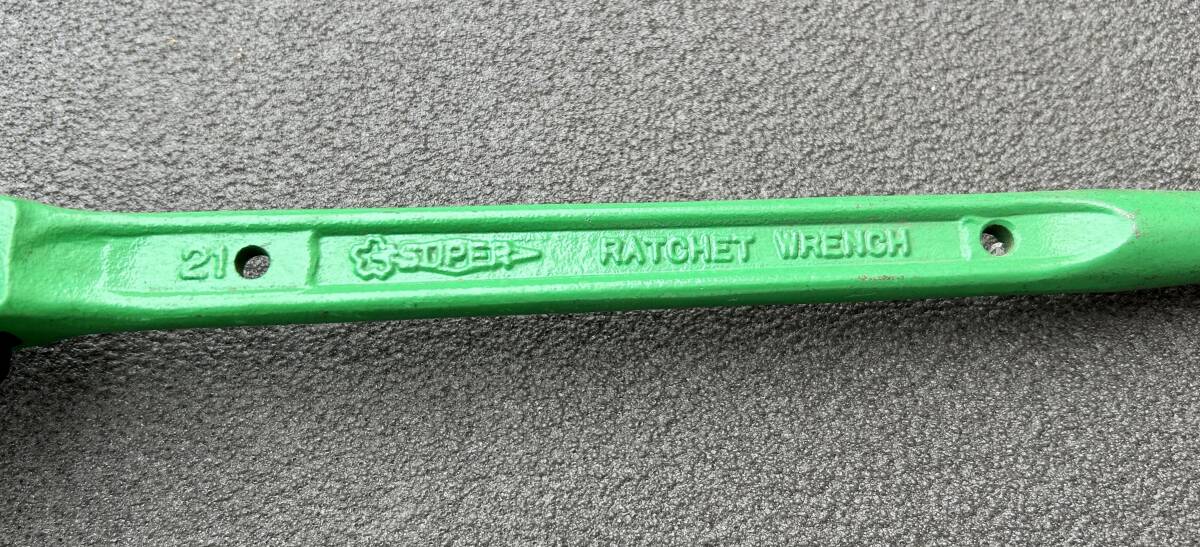 21 SUPER RATCHET WRENCH